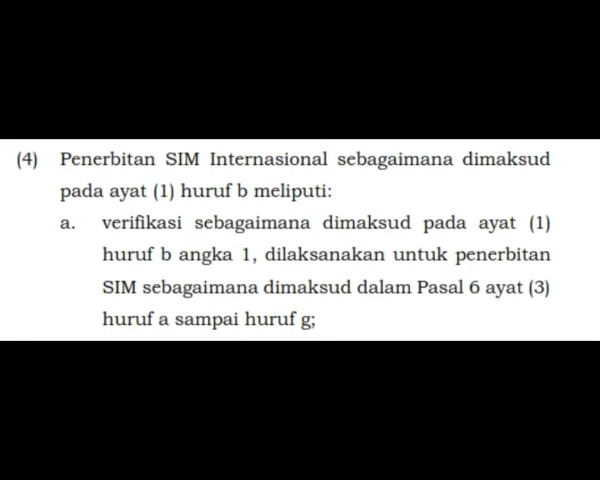 (4) Penerbitan SIM Internasional sebagaimana dimaksud
pada ayat (1) huruf b meliputi:
a. verifikasi sebagaimana dimaksud pada ayat (1)
huruf b angka 1, dilaksanakan untuk penerbitan
SIM sebagaimana dimaksud dalam Pasal 6 ayat (3)
huruf a sampai huruf g;